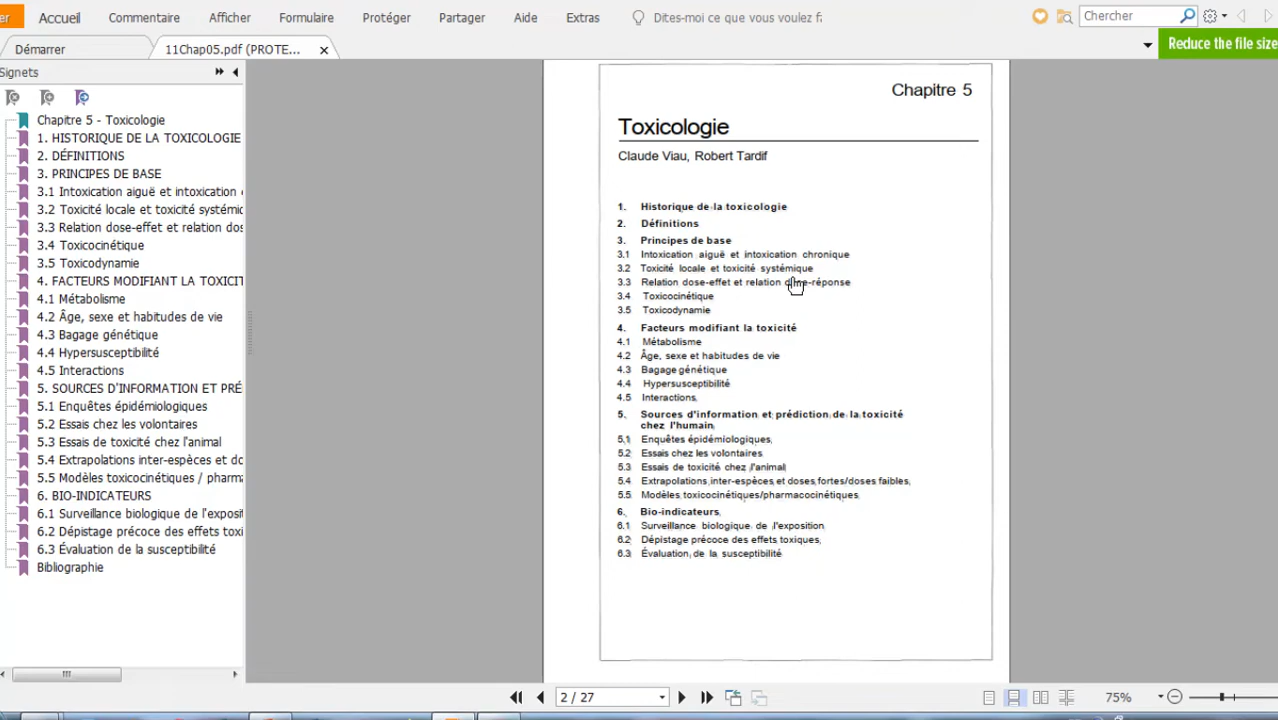 er Accueil Commentaire Afficher Formulaire Protéger Partager Aide Extras Dites-moi ce que vous voulez fa Chercher
Démarrer 11Chap05.pdf (PROTE... × Reduce the file size
Signets
Chapitre 5 - Toxicologie
1. HISTORIQUE DE LA TOXICOLOGIE
2. DÉFINITIONS
3. PRINCIPES DE BASE
3.1 Intoxication aiguë et intoxication
3.2 Toxicité locale et toxicité systémic
3.3 Relation dose-effet et relation dos
3.4 Toxicocinétique
3.5 Toxicodynamie
4. FACTEURS MODIFIANT LA TOXICIT
4.1 Métabolisme
4.2 Âge, sexe et habitudes de vie
4.3 Bagage génétique
4.4 Hypersusceptibilité
4.5 Interactions
5. SOURCES D'INFORMATION ET PRÉ
5.1 Enquêtes épidémiologiques
5.2 Essais chez les volontaires
5.3 Essais de toxicité chez l'animal
5.4 Extrapolations inter-espèces et do
5.5 Modèles toxicocinétiques / pharm
6. BIO-INDICATEURS
6.1 Surveillance biologique de l'exposit
6.2 Dépistage précoce des effets toxi
6.3 Évaluation de la susceptibilité
Bibliographie
Chapitre 5
Toxicologie
Claude Viau, Robert Tardif
1. Historique de la toxicologie
2. Définitions
3. Principes de base
3.1 Intoxication aiguë et intoxication chronique
3.2 Toxicité locale et toxicité systémique
3.3 Relation dose-effet et relation dose-réponse
3.4 Toxicocinétique
3.5 Toxicodynamie
4. Facteurs modifiant la toxicité
4.1 Métabolisme
4.2 Âge, sexe et habitudes de vie
4.3 Bagage génétique
4.4 Hypersusceptibilité
4.5 Interactions
5. Sources d'information et prédiction de la toxicité
chez l'humain
5.1 Enquêtes épidémiologiques
5.2 Essais chez les volontaires
5.3 Essais de toxicité chez l'animal
5.4 Extrapolations inter-espèces et doses fortes/doses faibles
5.5 Modèles toxicocinétiques/pharmacocinétiques
6. Bio-indicateurs
6.1 Surveillance biologique de l'exposition
6.2 Dépistage précoce des effets toxiques
6.3 Évaluation de la susceptibilité
2 / 27 75%